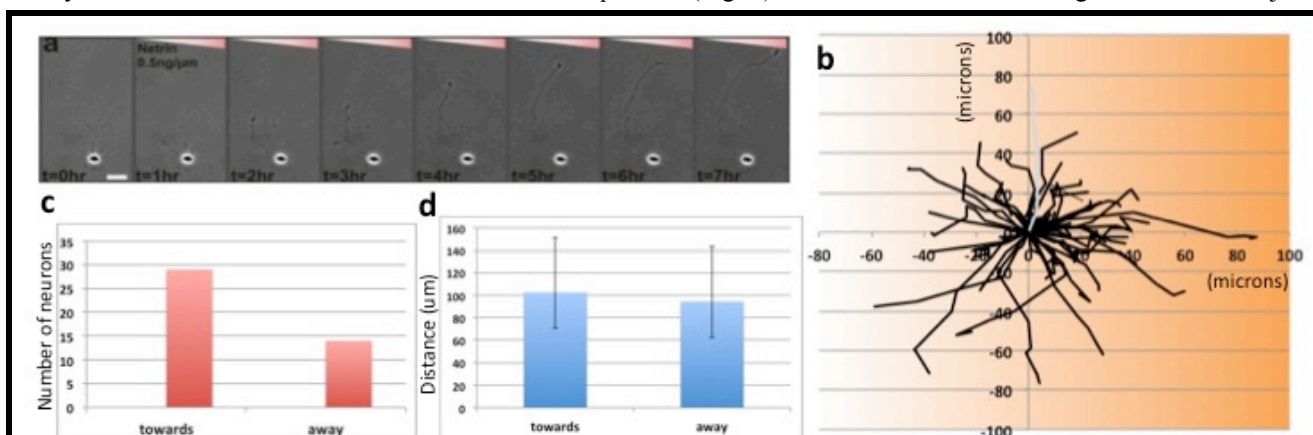 a
Netrin
0.5ng/µm
t=0hr
t=1hr
t=2hr
t=3hr
t=4hr
t=5hr
t=6hr
t=7hr
b
(microns)
100
80
60
40
20
0
-20
-40
-60
-80
-100
-80
-60
-40
-20
0
20
40
60
80
100
(microns)
c
Number of neurons
35
30
25
20
15
10
5
0
towards
away
d
Distance (um)
160
140
120
100
80
60
40
20
0
towards
away